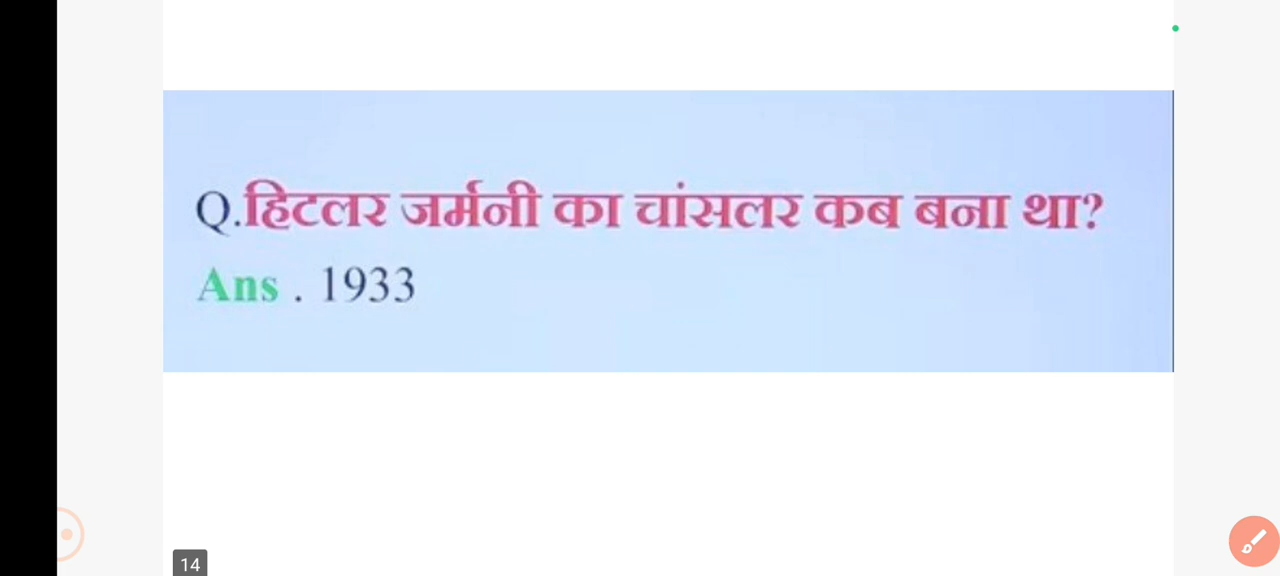 Q.हिटलर जर्मनी का चांसलर कब बना था?
Ans . 1933
14